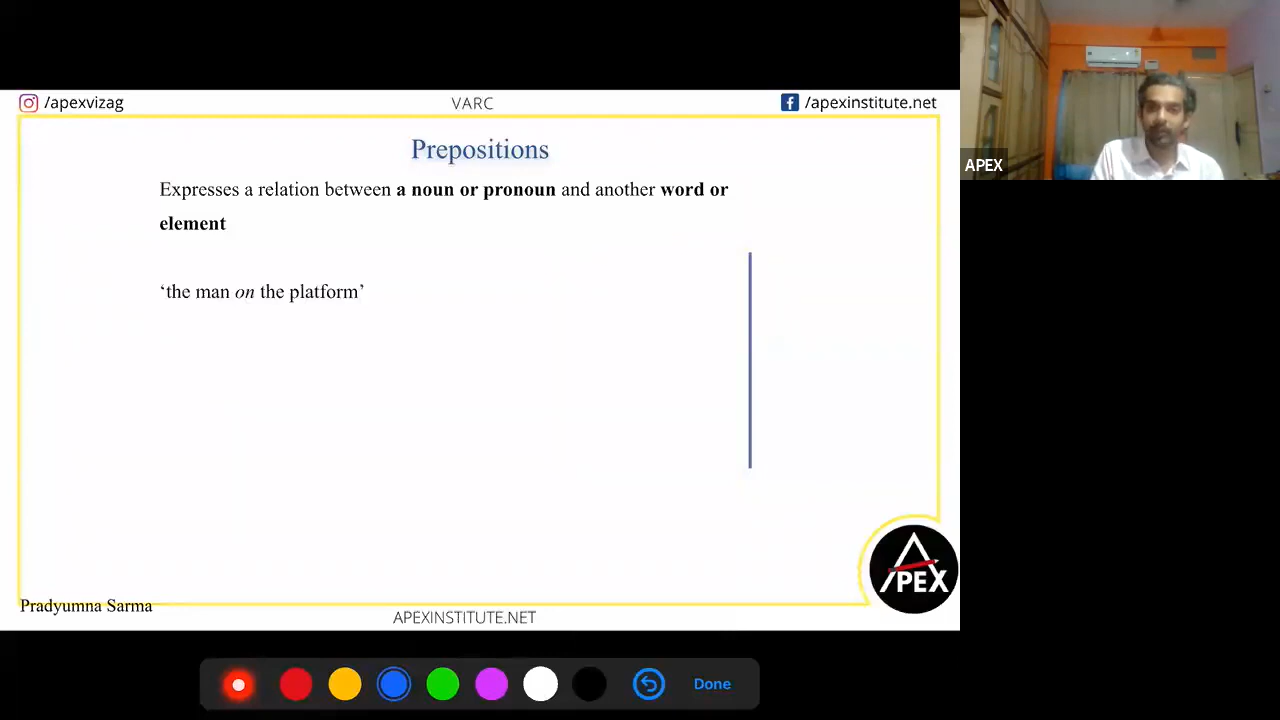 /apexvizag
VARC
/apexinstitute.net
Prepositions
Expresses a relation between a noun or pronoun and another word or
element
‘the man on the platform’
APEX
Pradyumna Sarma
APEXINSTITUTE.NET
APEX
Done